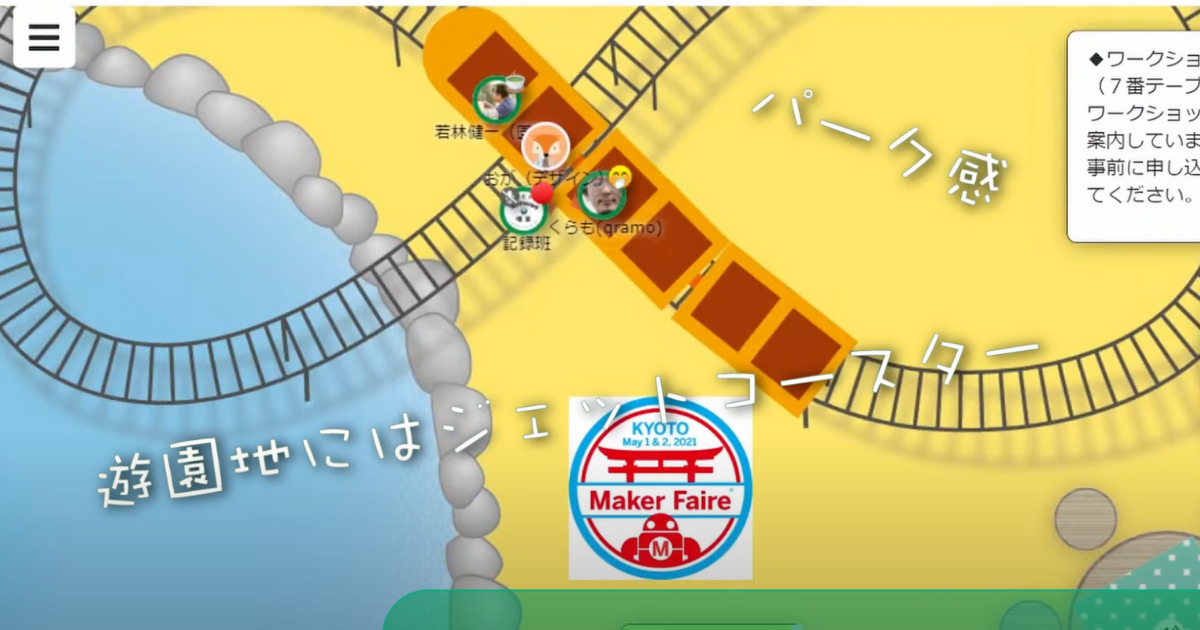 ◆ワークショ
（７番テーブ
ワークショッ
案内していま
事前に申し込
てください。
パーク感
若林健一（園
おが（デザイン）
くらも(gramo)
記録班
遊園地にはジェットコースター
KYOTO
May 1 & 2, 2021
Maker Faire
M